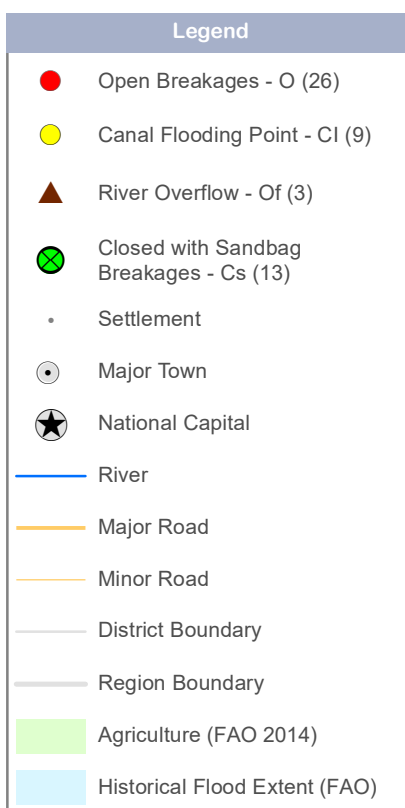 Legend
Open Breakages - O (26)
Canal Flooding Point - Cl (9)
River Overflow - Of (3)
Closed with Sandbag
Breakages - Cs (13)
Settlement
Major Town
National Capital
River
Major Road
Minor Road
District Boundary
Region Boundary
Agriculture (FAO 2014)
Historical Flood Extent (FAO)